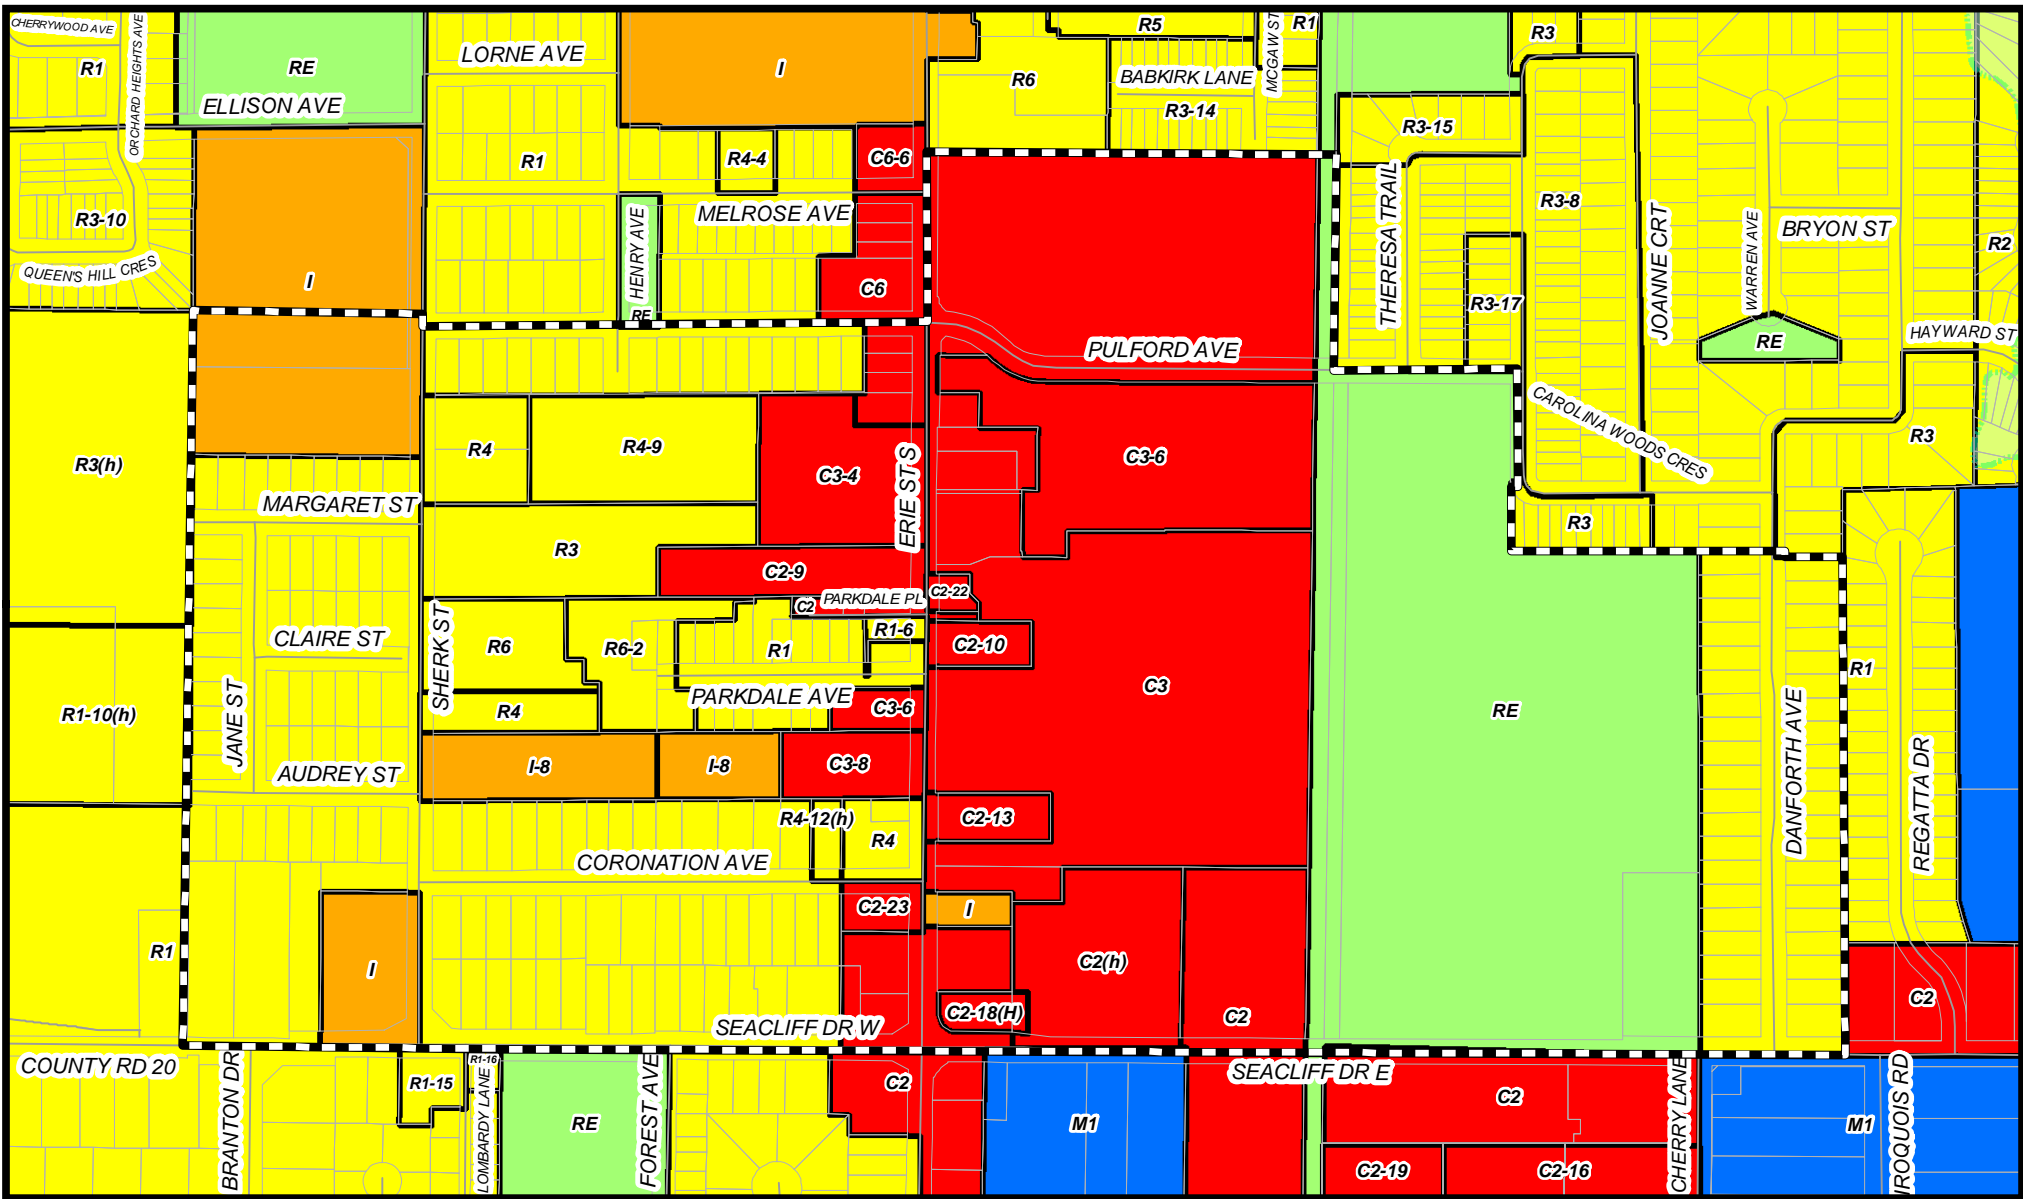 CHERRYWOOD AVE
ORCHARD HEIGHTS AVE
R1
RE
ELLISON AVE
LORNE AVE
I
R6
R5
R1
MCGAW ST
BABKIRK LANE
R3-14
R3
R3-15
R1
R4-4
C6-6
R3-10
QUEEN'S HILL CRES
I
HENRY AVE
RE
MELROSE AVE
C6
THERESA TRAIL
R3-8
R3-17
JOANNE CRT
WARREN AVE
BRYON ST
R2
RE
HAYWARD ST
PULFORD AVE
CAROLINA WOODS CRES
R3
R3(h)
R4
R4-9
C3-4
ERIE ST S
C3-6
MARGARET ST
R3
R3
C2-9
C2
PARKDALE PL
C2-22
CLAIRE ST
SHERK ST
R6
R6-2
R1
R1-6
C2-10
C3
RE
R1
R1-10(h)
JANE ST
R4
PARKDALE AVE
C3-6
DANFORTH AVE
REGATTA DR
AUDREY ST
I-8
I-8
C3-8
R4-12(h)
R4
C2-13
CORONATION AVE
C2-23
I
R1
I
C2(h)
C2
C2-18(H)
C2
SEACLIFF DR W
COUNTY RD 20
BRANTON DR
R1-15
R1-16
LOMBARDY LANE
RE
FOREST AVE
C2
M1
SEACLIFF DR E
C2
CHERRY LANE
M1
IROQUOIS RD
C2-19
C2-16